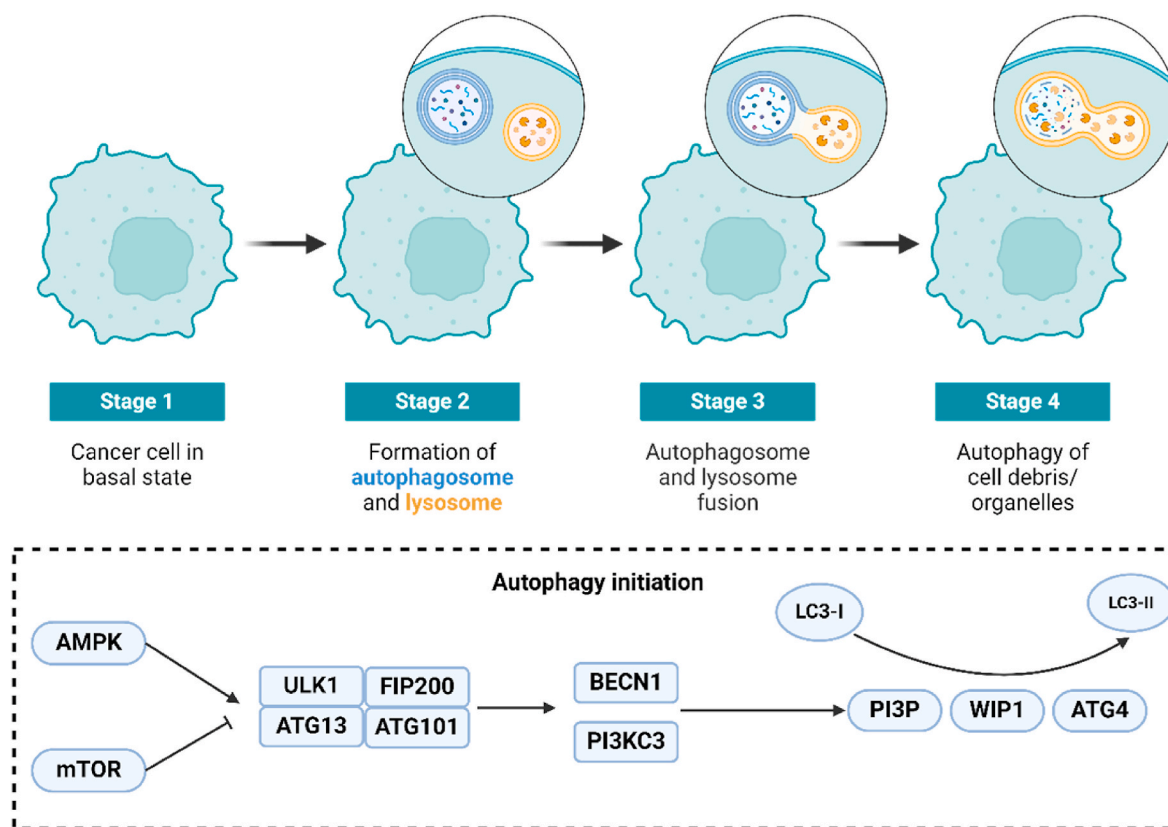 Stage 1
Stage 2
Stage 3
Stage 4
Cancer cell in
basal state
Formation of
autophagosome
and lysosome
Autophagosome
and lysosome
fusion
Autophagy of
cell debris/
organelles
Autophagy initiation
AMPK
mTOR
ULK1
FIP200
ATG13
ATG101
BECN1
PI3KC3
LC3-I
LC3-II
PI3P
WIP1
ATG4